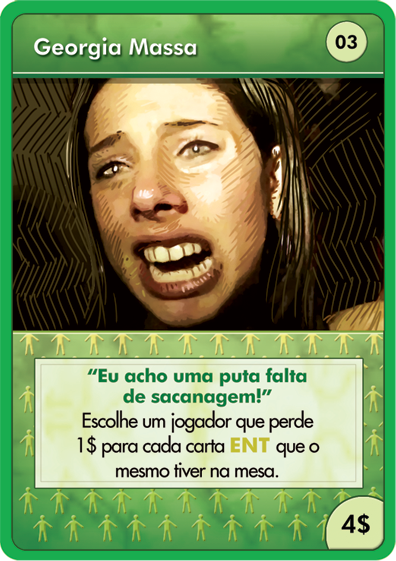 Georgia Massa
03
“Eu acho uma puta falta
de sacanagem!”
Escolhe um jogador que perde
1$ para cada carta ENT que o
mesmo tiver na mesa.
4$